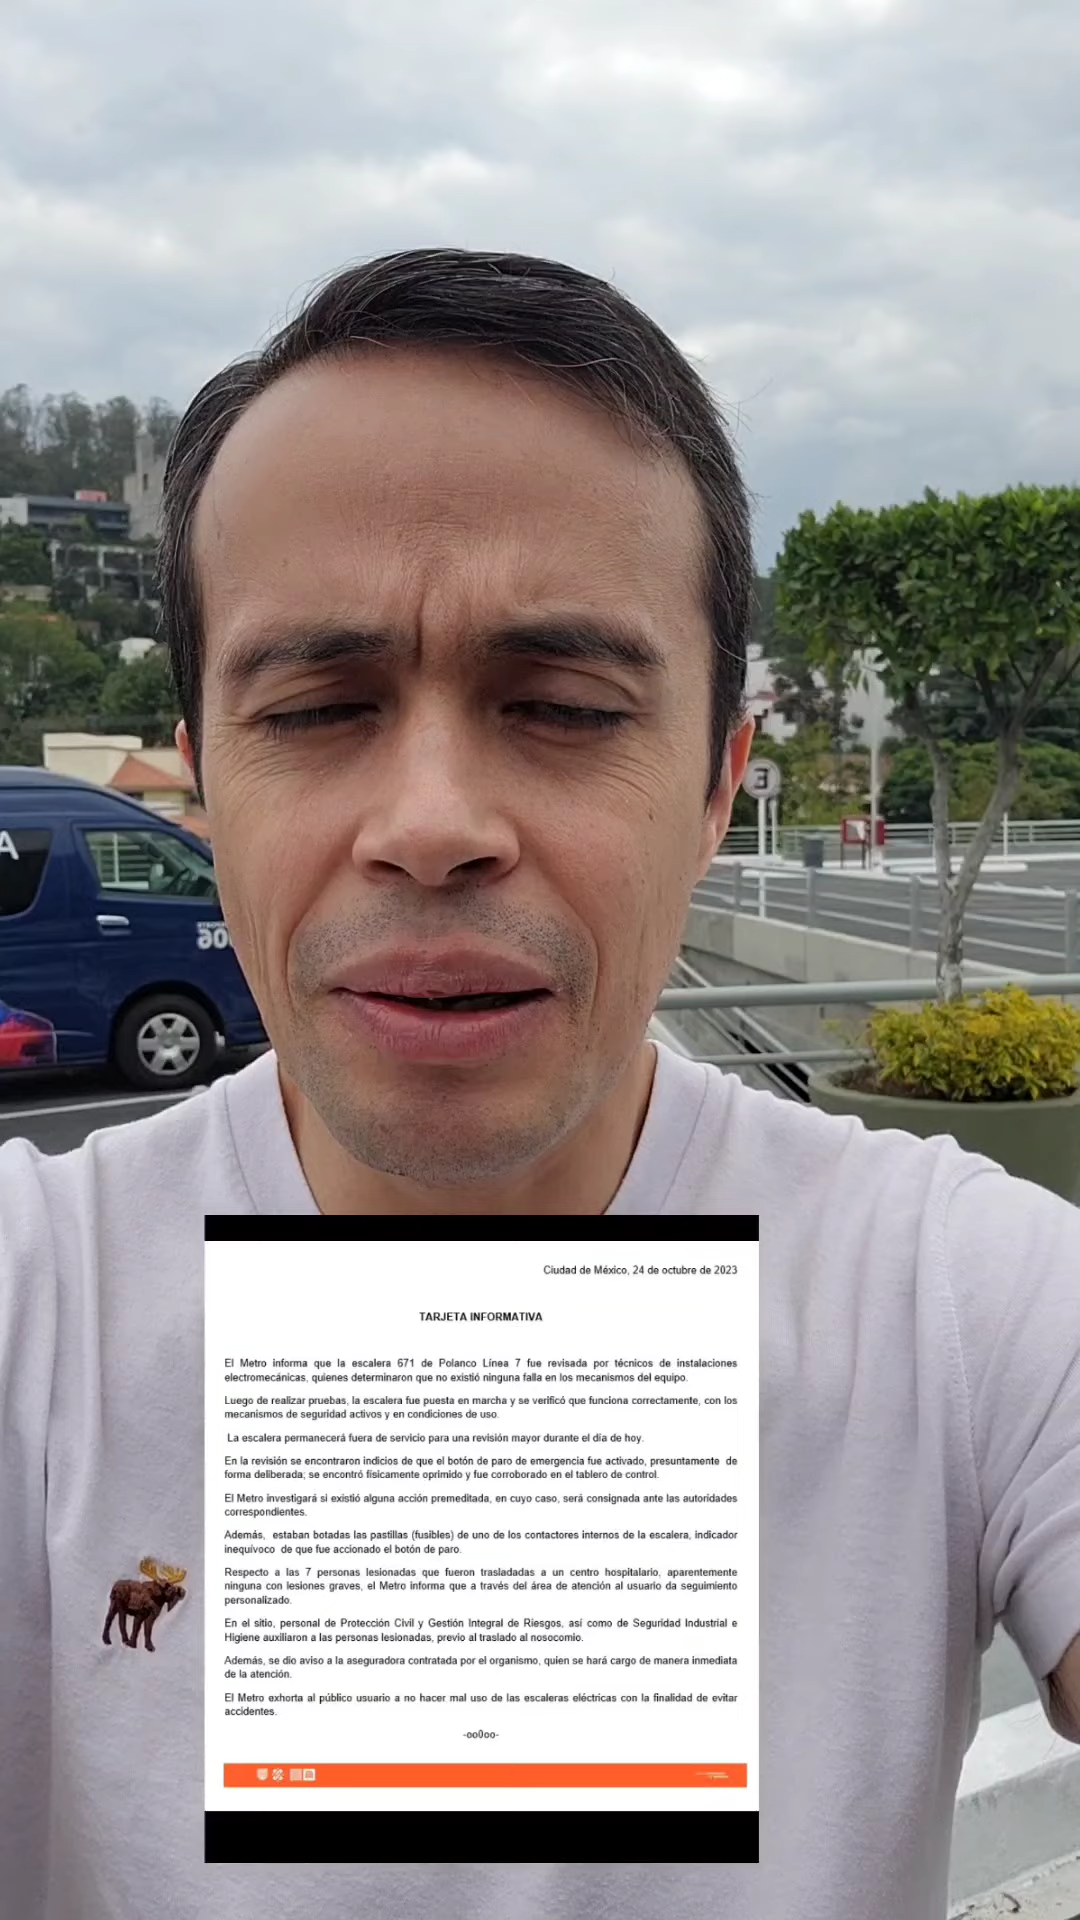 A
906
E
Ciudad de México, 24 de octubre de 2023
TARJETA INFORMATIVA
El Metro informa que la escalera 671 de Polanco Línea 7 fue revisada por técnicos de instalaciones
electromecánicas, quienes determinaron que no existió ninguna falla en los mecanismos del equipo.
Luego de realizar pruebas, la escalera fue puesta en marcha y se verificó que funciona correctamente, con los
mecanismos de seguridad activos y en condiciones de uso.
La escalera permanecerá fuera de servicio para una revisión mayor durante el día de hoy.
En la revisión se encontraron indicios de que el botón de paro de emergencia fue activado, presuntamente de
forma deliberada; se encontró físicamente oprimido y fue corroborado en el tablero de control.
El Metro investigará si existió alguna acción premeditada, en cuyo caso, será consignada ante las autoridades
correspondientes.
Además, estaban botadas las pastillas (fusibles) de uno de los contactores internos de la escalera, indicador
inequívoco de que fue accionado el botón de paro.
Respecto a las 7 personas lesionadas que fueron trasladadas a un centro hospitalario, aparentemente
ninguna con lesiones graves, el Metro informa que a través del área de atención al usuario da seguimiento
personalizado.
En el sitio, personal de Protección Civil y Gestión Integral de Riesgos, así como de Seguridad Industrial e
Higiene auxiliaron a las personas lesionadas, previo al traslado al nosocomio.
Además, se dio aviso a la aseguradora contratada por el organismo, quien se hará cargo de manera inmediata
de la atención.
El Metro exhorta al público usuario a no hacer mal uso de las escaleras eléctricas con la finalidad de evitar
accidentes.
-oo0oo-